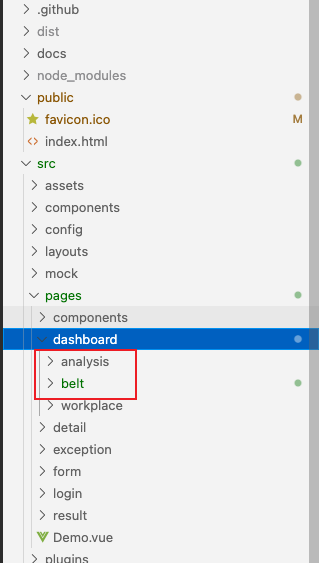 .github
dist
docs
node_modules
public
favicon.ico M
index.html
src
assets
components
config
layouts
mock
pages
components
dashboard
analysis
belt
workplace
detail
exception
form
login
result
Demo.vue
plugins